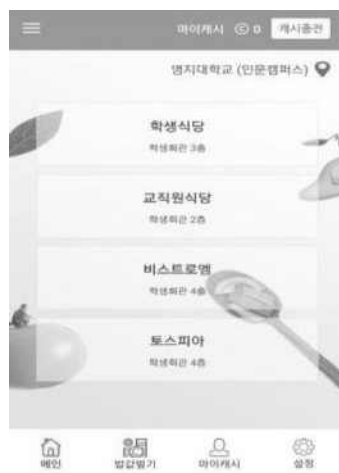 마이캐시 ⓒ 0 캐시충전
명지대학교 (인문캠퍼스)
학생식당
학생회관 3층
교직원식당
학생회관 2층
비스트로엠
학생회관 4층
토스피아
학생회관 4층
메인 밥값벌기 마이캐시 설정